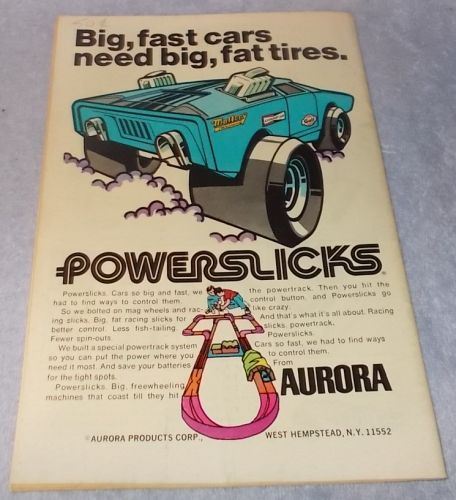 50¢
Big, fast cars
need big, fat tires.
Mallory
POWERSLICKS
Powerslicks. Cars so big and fast, we
had to find ways to control them.
So we bolted on mag wheels and rac-
ing slicks. Big, fat racing slicks for
better control. Less fish-tailing.
Fewer spin-outs.
We built a special powertrack system
so you can put the power where you
need it most. And save your batteries
for the tight spots.
Powerslicks. Big, freewheeling
machines that coast till they hit
the powertrack. Then you hit the
control button, and Powerslicks go
like crazy.
And that's what it's all about. Racing
slicks, powertrack,
Powerslicks.
Cars so fast, we had to find ways
to control them.
From
AURORA
©AURORA PRODUCTS CORP., WEST HEMPSTEAD, N.Y. 11552